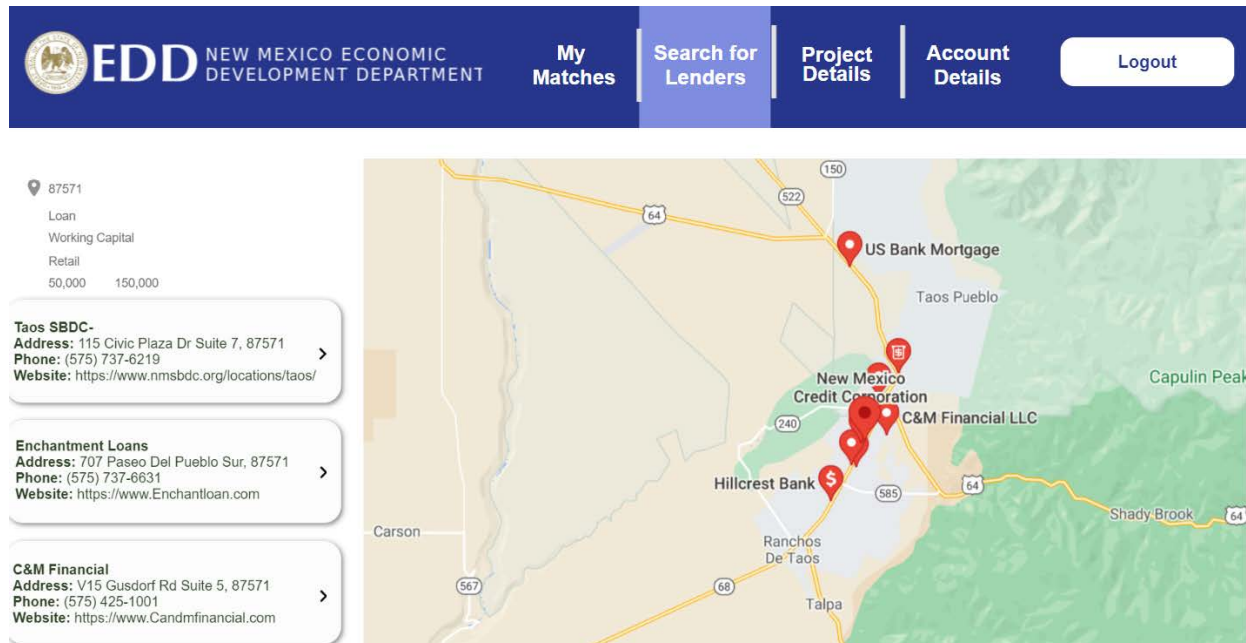 EDD
NEW MEXICO ECONOMIC
DEVELOPMENT DEPARTMENT
My
Matches
Search for
Lenders
Project
Details
Account
Details
Logout
87571
Loan
Working Capital
Retail
50,000 150,000
Taos SBDC-
Address: 115 Civic Plaza Dr Suite 7, 87571
Phone: (575) 737-6219
Website: https://www.nmsbdc.org/locations/taos/
Enchantment Loans
Address: 707 Paseo Del Pueblo Sur, 87571
Phone: (575) 737-6631
Website: https://www.Enchantloan.com
C&M Financial
Address: V15 Gusdorf Rd Suite 5, 87571
Phone: (575) 425-1001
Website: https://www.Candmfinancial.com
150
522
64
US Bank Mortgage
Taos Pueblo
New Mexico
Credit Corporation
Capulin Peak
C&M Financial LLC
240
Hillcrest Bank
$
585
64
Shady Brook
64
Carson
Ranchos
De Taos
567
68
Talpa